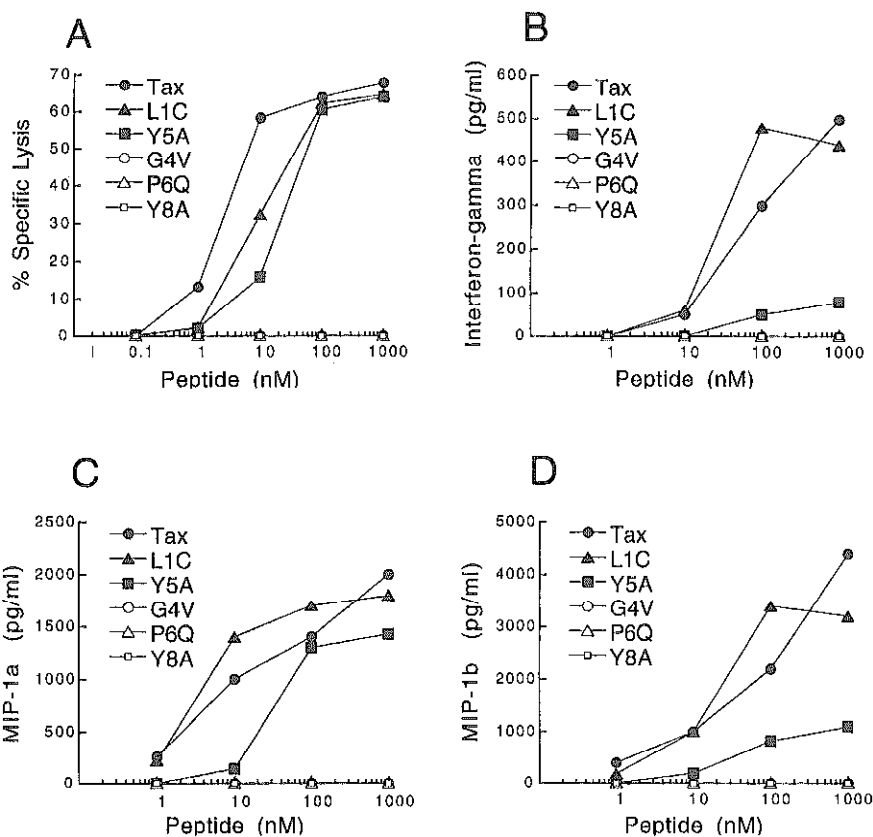 A
% Specific Lysis
70
60
50
40
30
20
10
0
Tax
L1C
Y5A
G4V
P6Q
Y8A
0.1
1
10
100
1000
Peptide (nM)
B
Interferon-gamma (pg/ml)
600
500
400
300
200
100
0
Tax
L1C
Y5A
G4V
P6Q
Y8A
1
10
100
1000
Peptide (nM)
C
MIP-1a (pg/ml)
2500
2000
1500
1000
500
0
Tax
L1C
Y5A
G4V
P6Q
Y8A
1
10
100
1000
Peptide (nM)
D
MIP-1b (pg/ml)
5000
4000
3000
2000
1000
0
Tax
L1C
Y5A
G4V
P6Q
Y8A
1
10
100
1000
Peptide (nM)